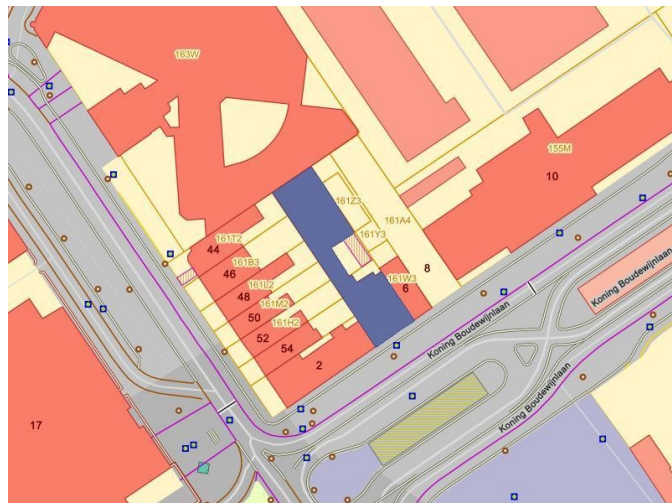 163W
155M
10
161Z3
161A4
161T2
44
161Y3
161B3
46
161W3
8
6
161L2
48
161M2
50
161H2
52
54
2
17
Koning Boudewijnlaan
Koning Boudewijnlaan
Koning Boudewijnlaan